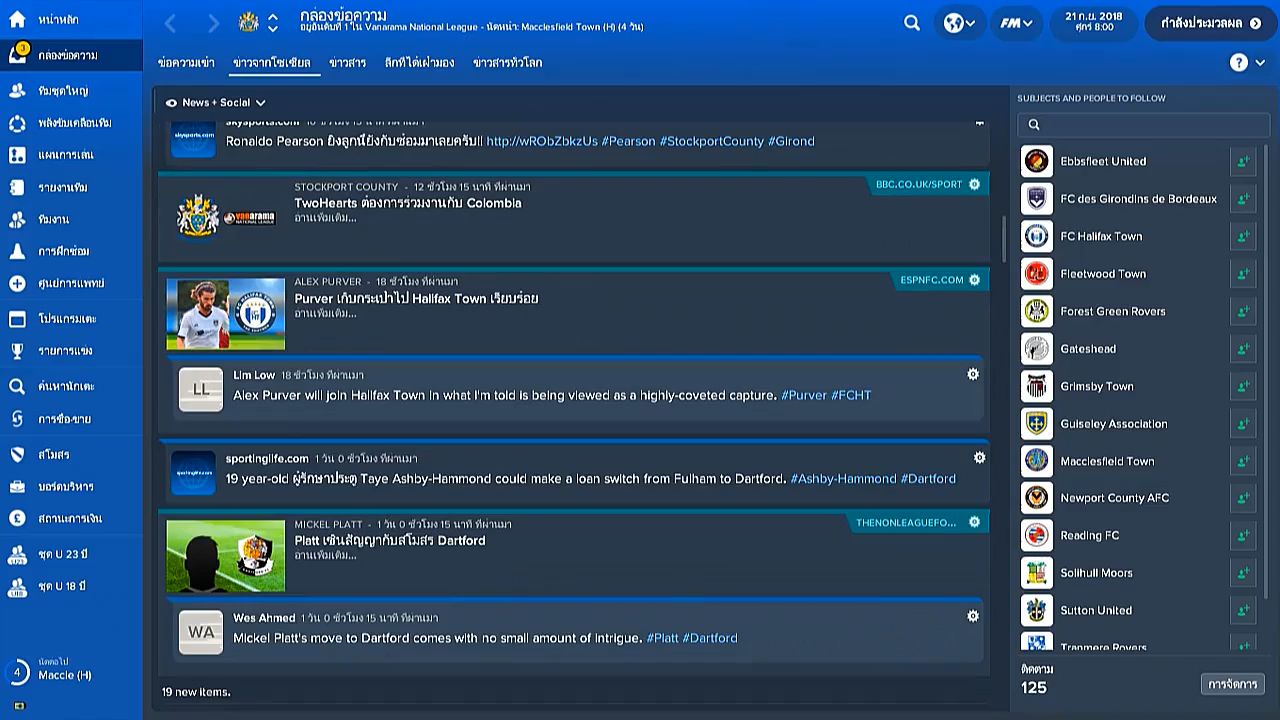 หน้าหลัก
กล่องข้อความ
อยู่อันดับที่ 1 ใน Vanarama National League - นัดหน้า: Macclesfield Town (H) (4 วัน)
FM
21 ก.ย. 2018
ศุกร์ 8:00
กำลังประมวลผล
3
กล่องข้อความ
ข้อความเข้า
ข่าวจากโซเชียล
ข่าวสาร
ลีกที่ได้เฝ้ามอง
ข่าวสารทั่วโลก
?
ทีมชุดใหญ่
พลังขับเคลื่อนทีม
แผนการเล่น
รายงานทีม
ทีมงาน
การฝึกซ้อม
ศูนย์การแพทย์
โปรแกรมเตะ
รายการแข่ง
ค้นหานักเตะ
การซื้อ-ขาย
สโมสร
บอร์ดบริหาร
สถานะการเงิน
U23
ชุด U 23 ปี
U18
ชุด U 18 ปี
4
นัดต่อไป
Maccle (H)
News + Social
skysports.com
Ronaldo Pearson ยิงลูกนี้ยังกับซ้อมมาเลยครับ!! http://wRObZbkzUs #Pearson #StockportCounty #Girond
vanarama
NATIONAL LEAGUE
STOCKPORT COUNTY - 12 ชั่วโมง 15 นาที ที่ผ่านมา
BBC.CO.UK/SPORT
TwoHearts ต้องการร่วมงานกับ Colombia
อ่านเพิ่มเติม...
ALEX PURVER - 18 ชั่วโมง ที่ผ่านมา
ESPNFC.COM
Purver เก็บกระเป๋าไป Halifax Town เรียบร้อย
อ่านเพิ่มเติม...
LL
Lim Low 18 ชั่วโมง ที่ผ่านมา
Alex Purver will join Halifax Town in what I'm told is being viewed as a highly-coveted capture. #Purver #FCHT
sportinglife.com
sportinglife.com 1 วัน 0 ชั่วโมง ที่ผ่านมา
19 year-old ผู้รักษาประตู Taye Ashby-Hammond could make a loan switch from Fulham to Dartford. #Ashby-Hammond #Dartford
MICKEL PLATT - 1 วัน 0 ชั่วโมง 15 นาที ที่ผ่านมา
THENONLEAGUEFO...
Platt เซ็นสัญญากับสโมสร Dartford
อ่านเพิ่มเติม...
WA
Wes Ahmed 1 วัน 0 ชั่วโมง 15 นาที ที่ผ่านมา
Mickel Platt's move to Dartford comes with no small amount of intrigue. #Platt #Dartford
19 new items.
SUBJECTS AND PEOPLE TO FOLLOW
Ebbsfleet United
FC des Girondins de Bordeaux
FC Halifax Town
Fleetwood Town
Forest Green Rovers
Gateshead
Grimsby Town
Guiseley Association
Macclesfield Town
Newport County AFC
Reading FC
Solihull Moors
Sutton United
Tranmere Rovers
ติดตาม
125
การจัดการ